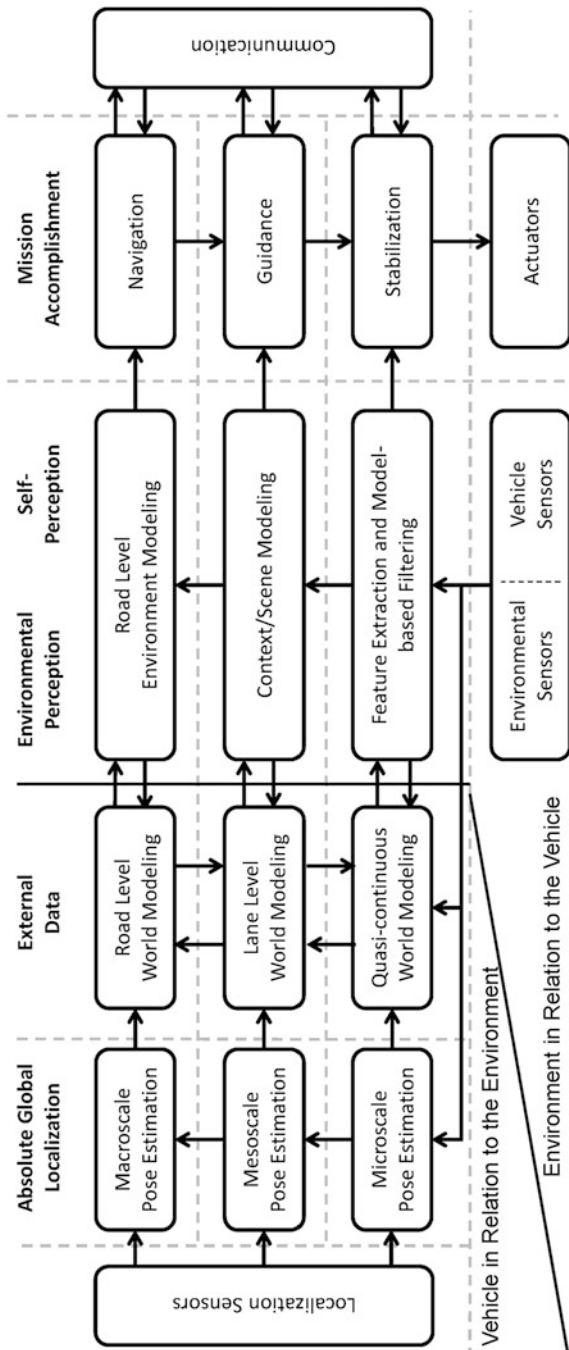 Absolute Global
Localization
External
Data
Environmental
Perception
Self-
Perception
Mission
Accomplishment
Localization Sensors
Macroscale
Pose Estimation
Road Level
World Modeling
Road Level
Environment Modeling
Navigation
Communication
Mesoscale
Pose Estimation
Lane Level
World Modeling
Context/Scene Modeling
Guidance
Microscale
Pose Estimation
Quasi-continuous
World Modeling
Feature Extraction and Model-
based Filtering
Stabilization
Vehicle in Relation to the Environment
Environment in Relation to the Vehicle
Environmental
Sensors
Vehicle
Sensors
Actuators